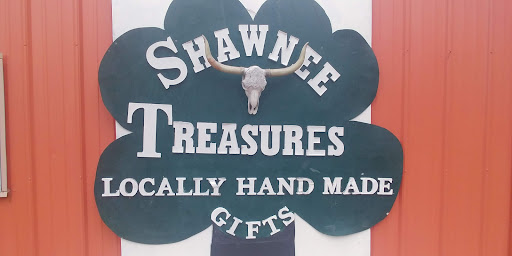 SHAWNEE
TREASURES
LOCALLY HAND MADE
GIFTS